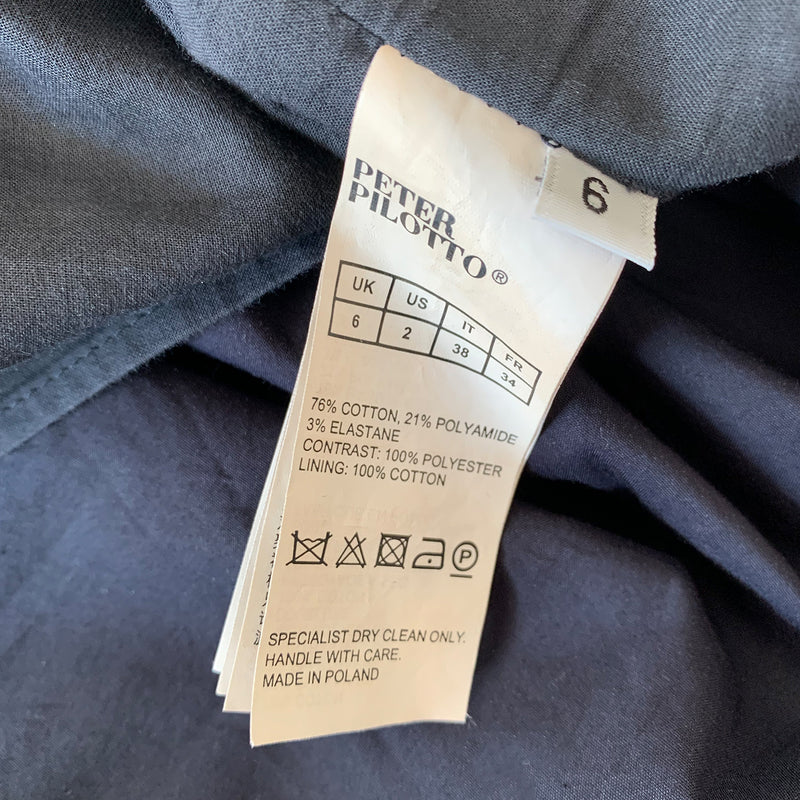 6
PETER
PILOTTO®
UK US IT FR
6 2 38 34
76% COTTON, 21% POLYAMIDE
3% ELASTANE
CONTRAST: 100% POLYESTER
LINING: 100% COTTON
P
SPECIALIST DRY CLEAN ONLY.
HANDLE WITH CARE.
MADE IN POLAND